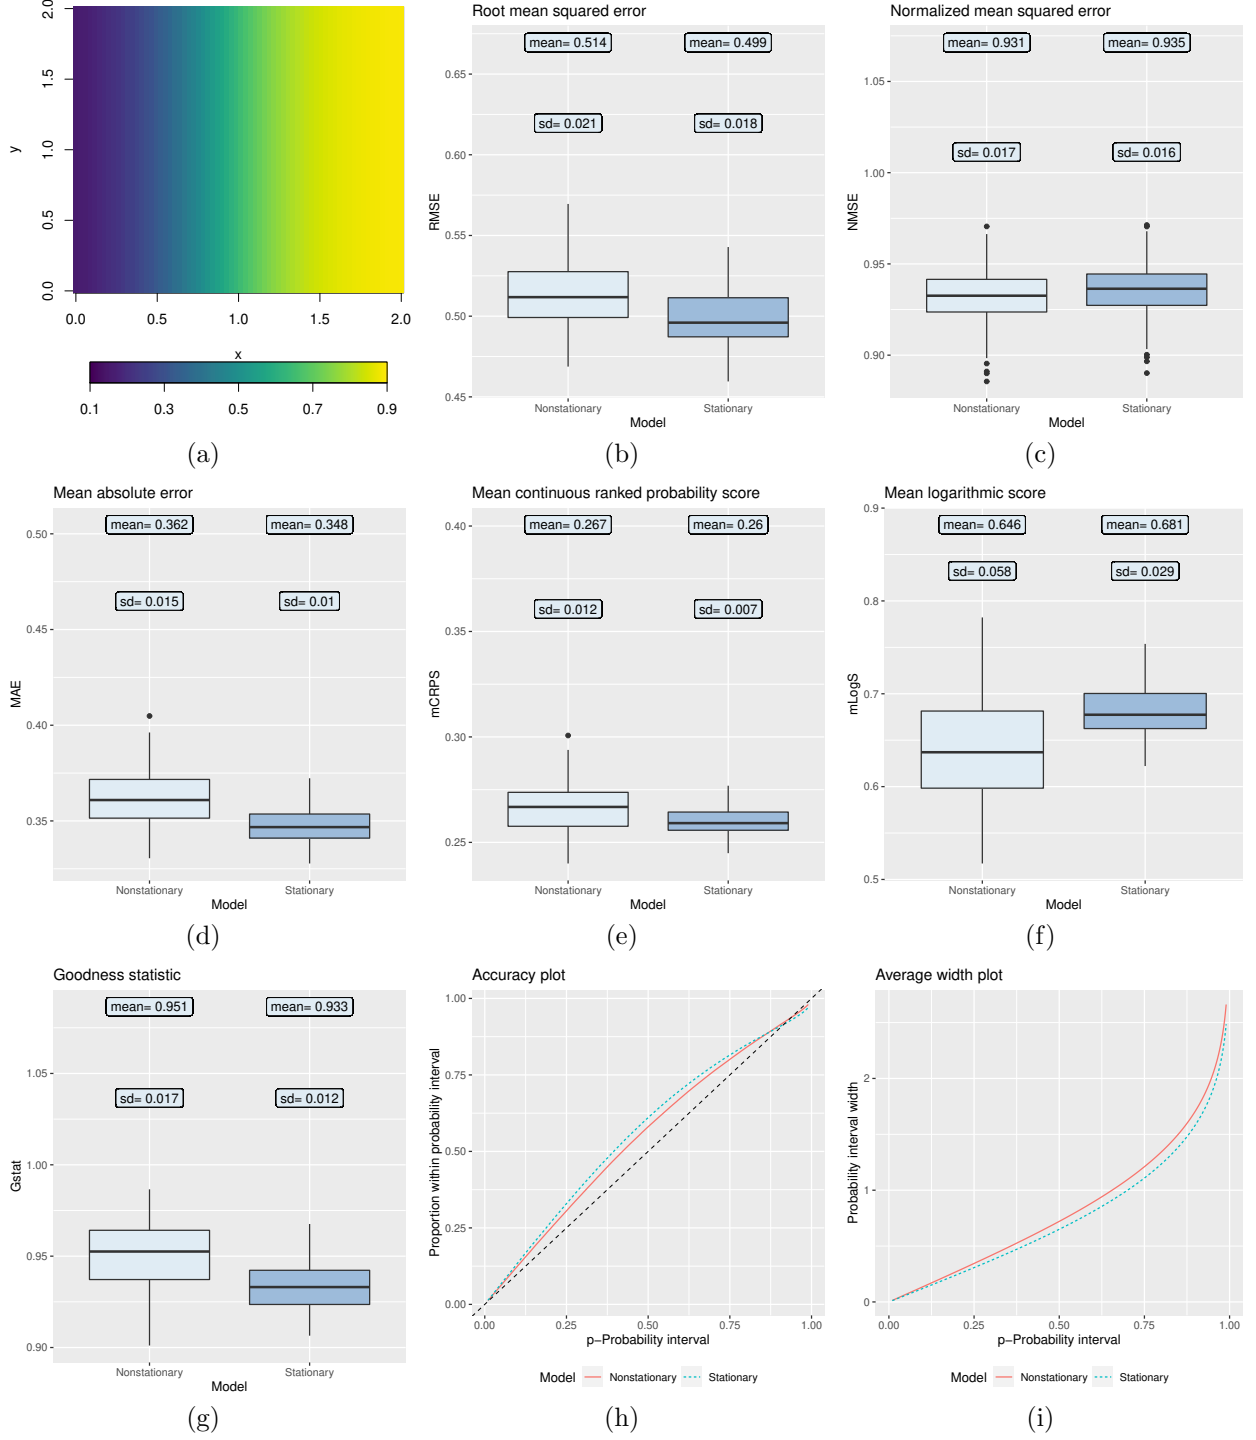 2.0
1.5
1.0
0.5
0.0
y
0.0 0.5 1.0 1.5 2.0
x
0.1 0.3 0.5 0.7 0.9
(a)
Root mean squared error
mean= 0.514 mean= 0.499
sd= 0.021 sd= 0.018
0.65
0.60
0.55
0.50
0.45
RMSE
Nonstationary Stationary
Model
(b)
Normalized mean squared error
mean= 0.931 mean= 0.935
sd= 0.017 sd= 0.016
1.05
1.00
0.95
0.90
NMSE
Nonstationary Stationary
Model
(c)
Mean absolute error
mean= 0.362 mean= 0.348
sd= 0.015 sd= 0.01
0.50
0.45
0.40
0.35
MAE
Nonstationary Stationary
Model
(d)
Mean continuous ranked probability score
mean= 0.267 mean= 0.26
sd= 0.012 sd= 0.007
0.40
0.35
0.30
0.25
mCRPS
Nonstationary Stationary
Model
(e)
Mean logarithmic score
mean= 0.646 mean= 0.681
sd= 0.058 sd= 0.029
0.9
0.8
0.7
0.6
0.5
mLogS
Nonstationary Stationary
Model
(f)
Goodness statistic
mean= 0.951 mean= 0.933
sd= 0.017 sd= 0.012
1.05
1.00
0.95
0.90
Gstat
Nonstationary Stationary
Model
(g)
Accuracy plot
1.00
0.75
0.50
0.25
0.00
Proportion within probability interval
0.00 0.25 0.50 0.75 1.00
p−Probability interval
Model Nonstationary Stationary
(h)
Average width plot
2
1
0
Probability interval width
0.00 0.25 0.50 0.75 1.00
p−Probability interval
Model Nonstationary Stationary
(i)